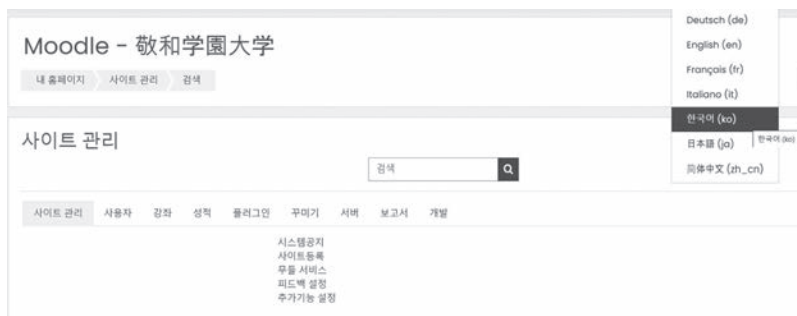 Moodle - 敬和学園大学
내 홈페이지 사이트 관리 검색
Deutsch (de)
English (en)
Français (fr)
Italiano (it)
한국어 (ko)
日本語 (ja)
简体中文 (zh_cn)
한국어 (ko)
사이트 관리
검색
사이트 관리 사용자 강좌 성적 플러그인 꾸미기 서버 보고서 개발
시스템공지
사이트등록
무들 서비스
피드백 설정
추가기능 설정